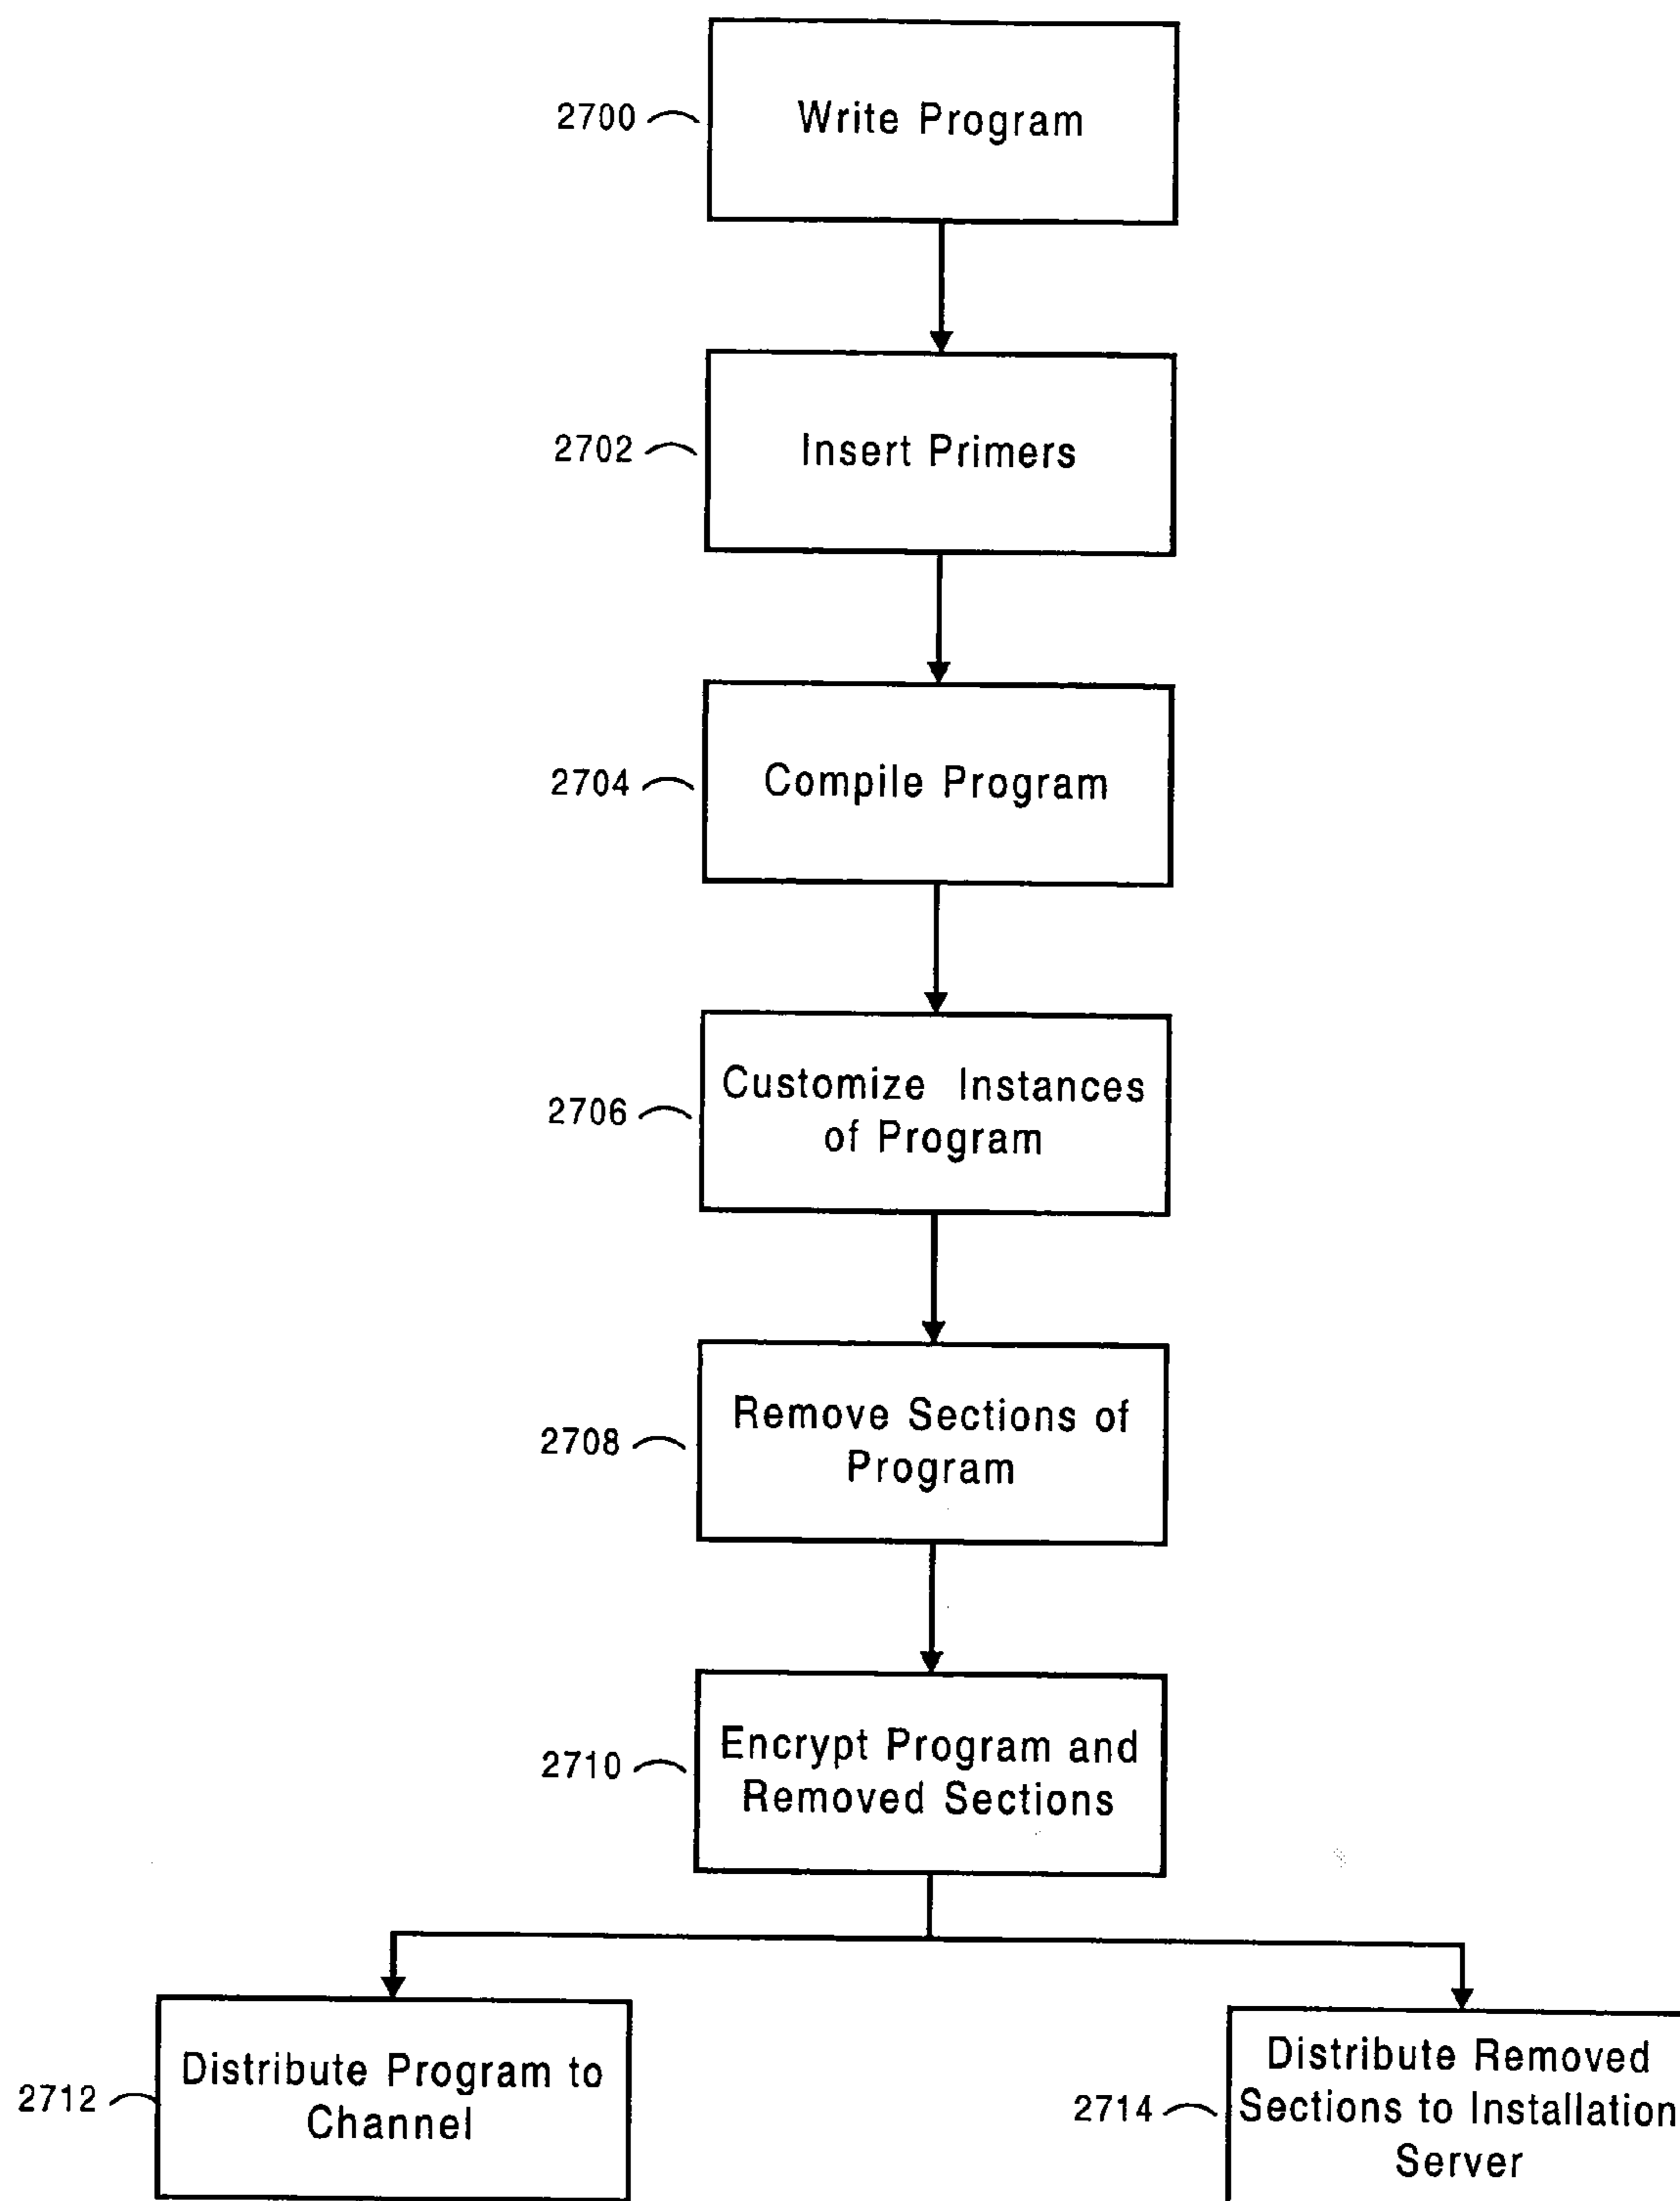 2700
Write Program
2702
Insert Primers
2704
Compile Program
2706
Customize Instances
of Program
2708
Remove Sections of
Program
2710
Encrypt Program and
Removed Sections
2712
Distribute Program to
Channel
2714
Distribute Removed
Sections to Installation
Server